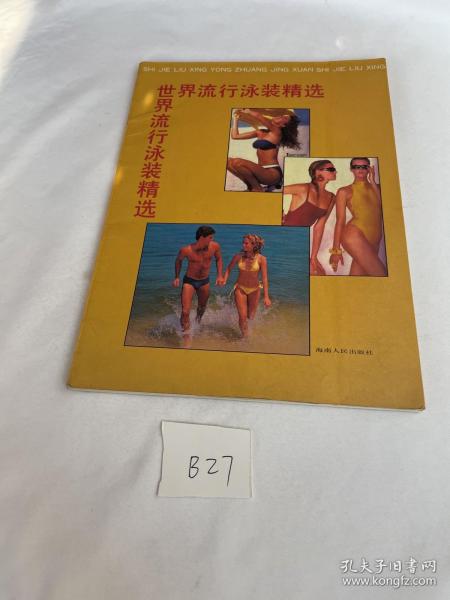 SHI JIE LIU XING YONG ZHUANG JING XUAN SHI JIE LIU XING
世界流行泳装精选
世界流行泳装精选
海南人民出版社
B27
孔夫子旧书网
www.kongfz.com